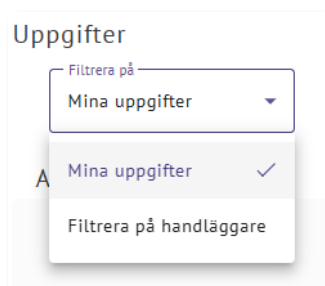 Uppgifter
Filtrera på
Mina uppgifter
Mina uppgifter
A
Filtrera på handläggare